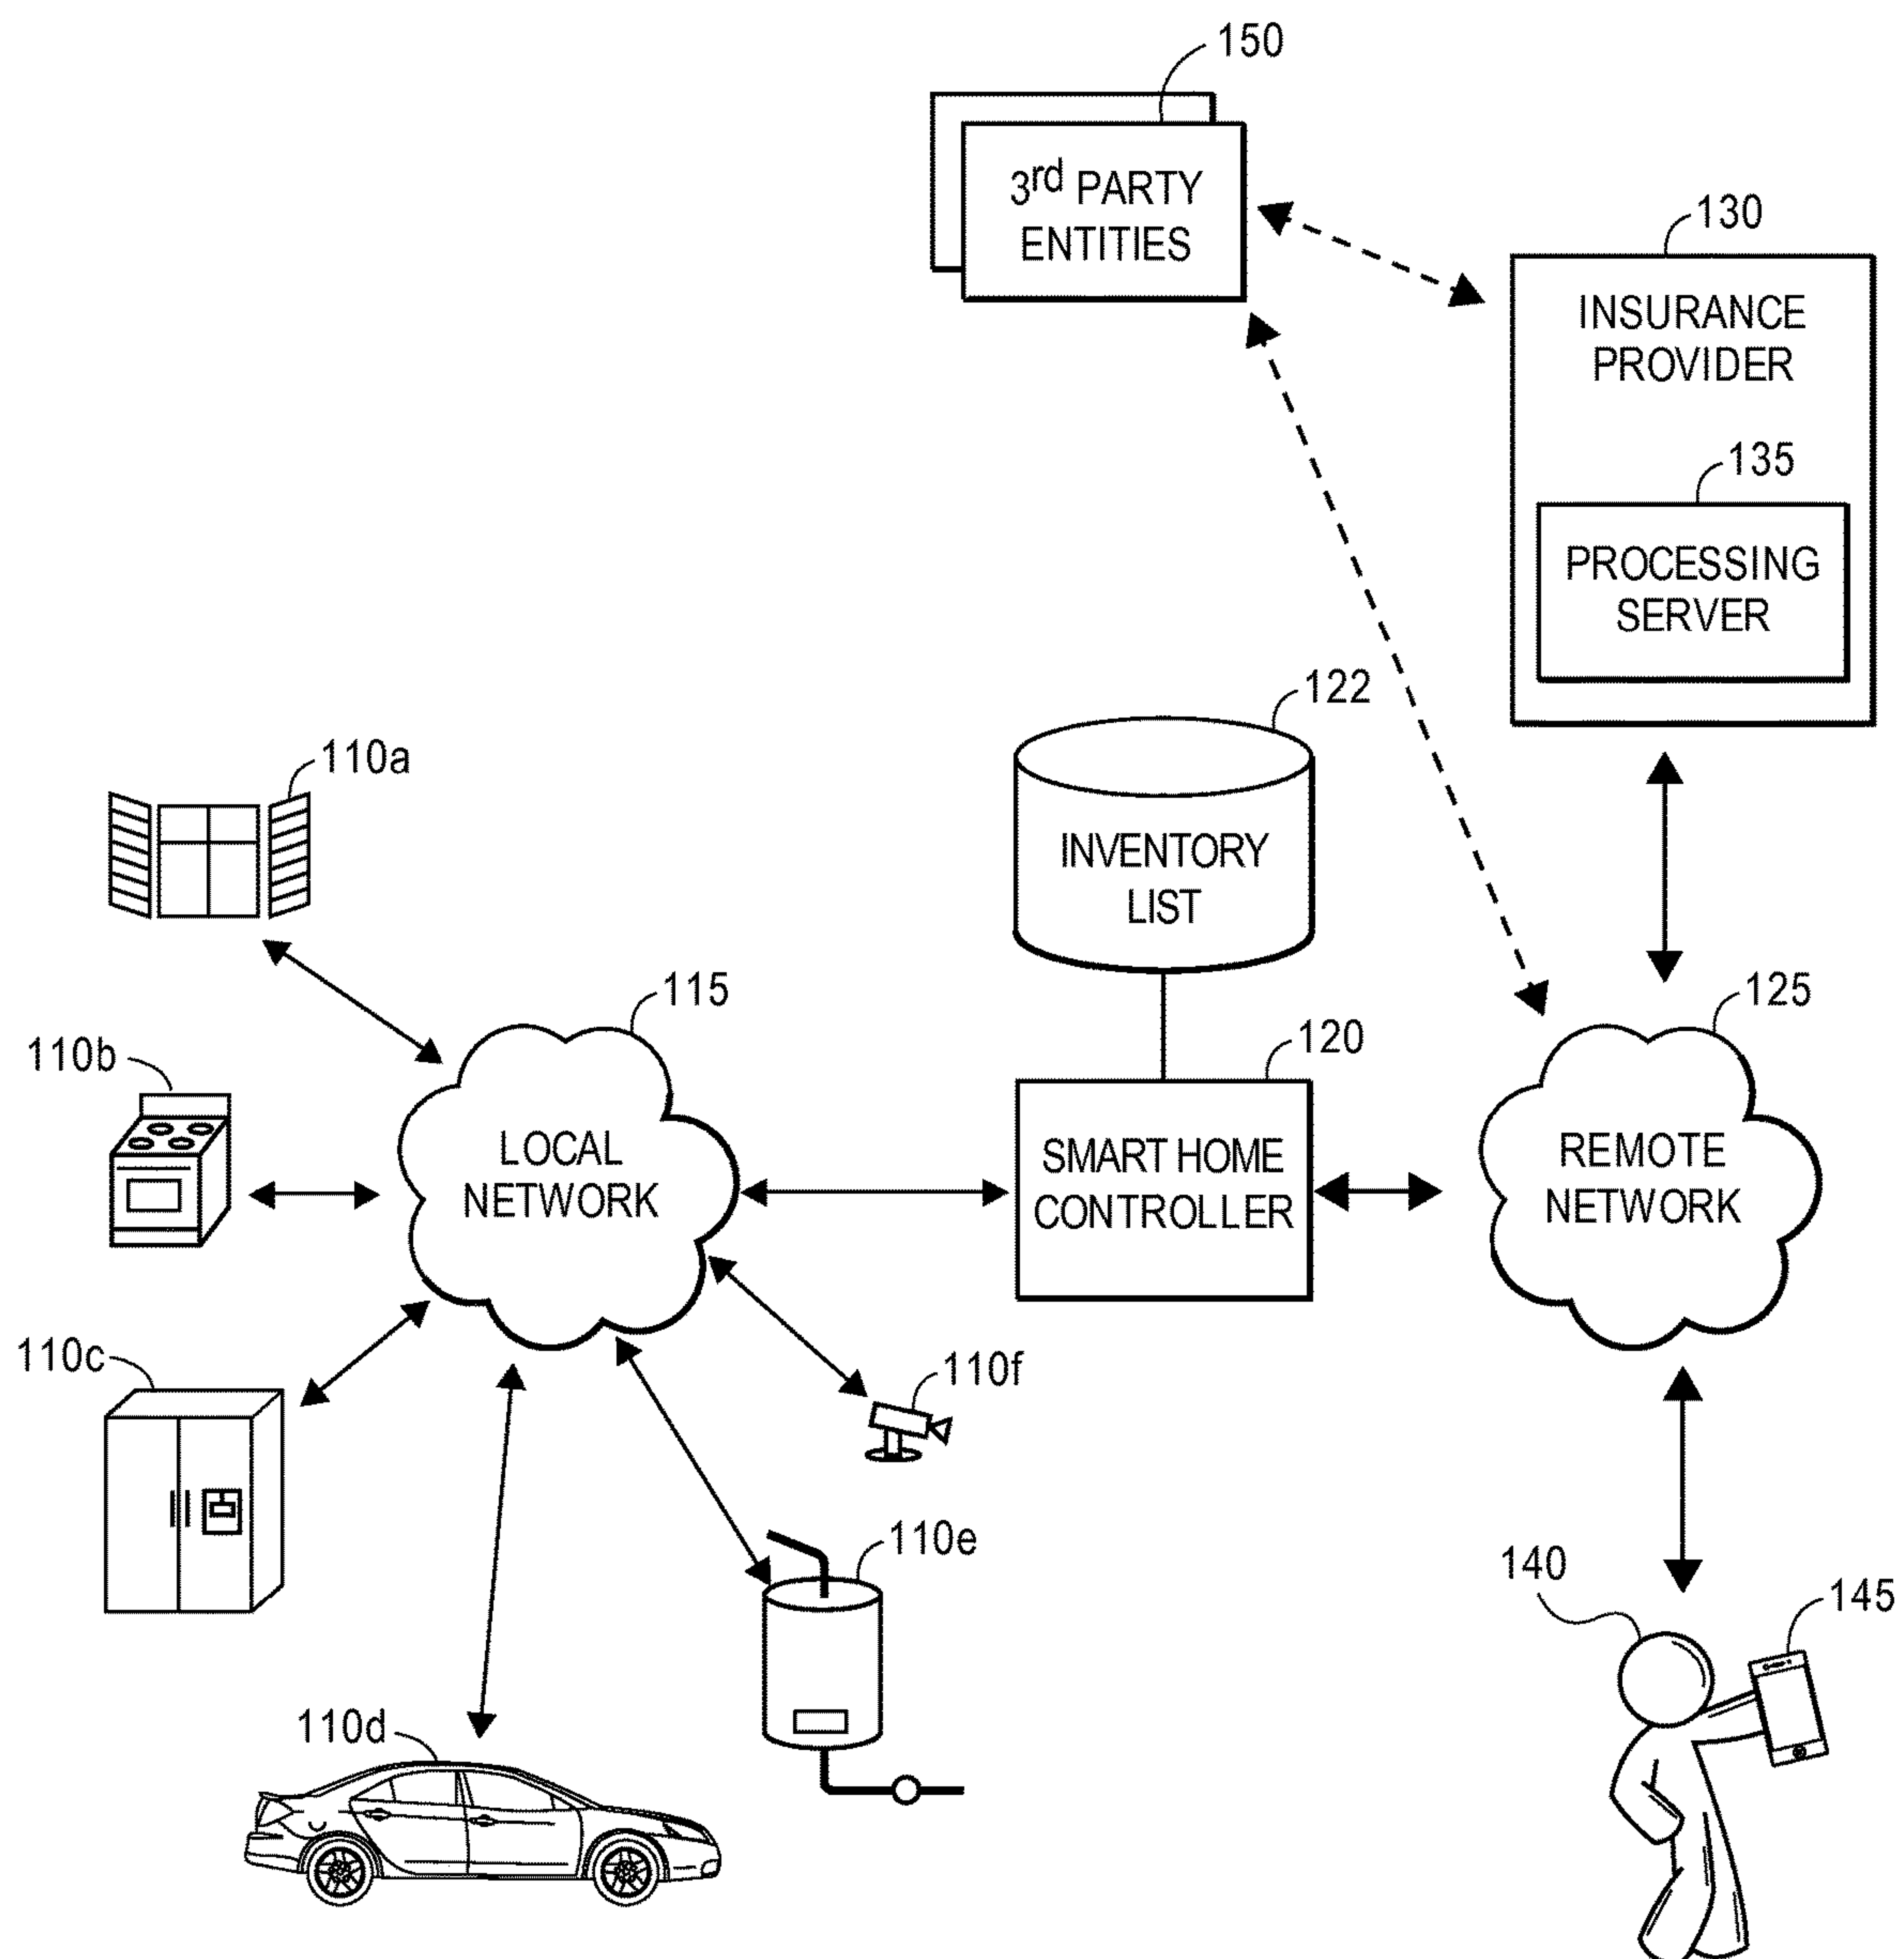 150
3rd PARTY
ENTITIES
130
INSURANCE
PROVIDER
135
PROCESSING
SERVER
122
INVENTORY
LIST
110a
115
125
110b
120
LOCAL
NETWORK
SMART HOME
CONTROLLER
REMOTE
NETWORK
110c
110f
110e
140
145
110d